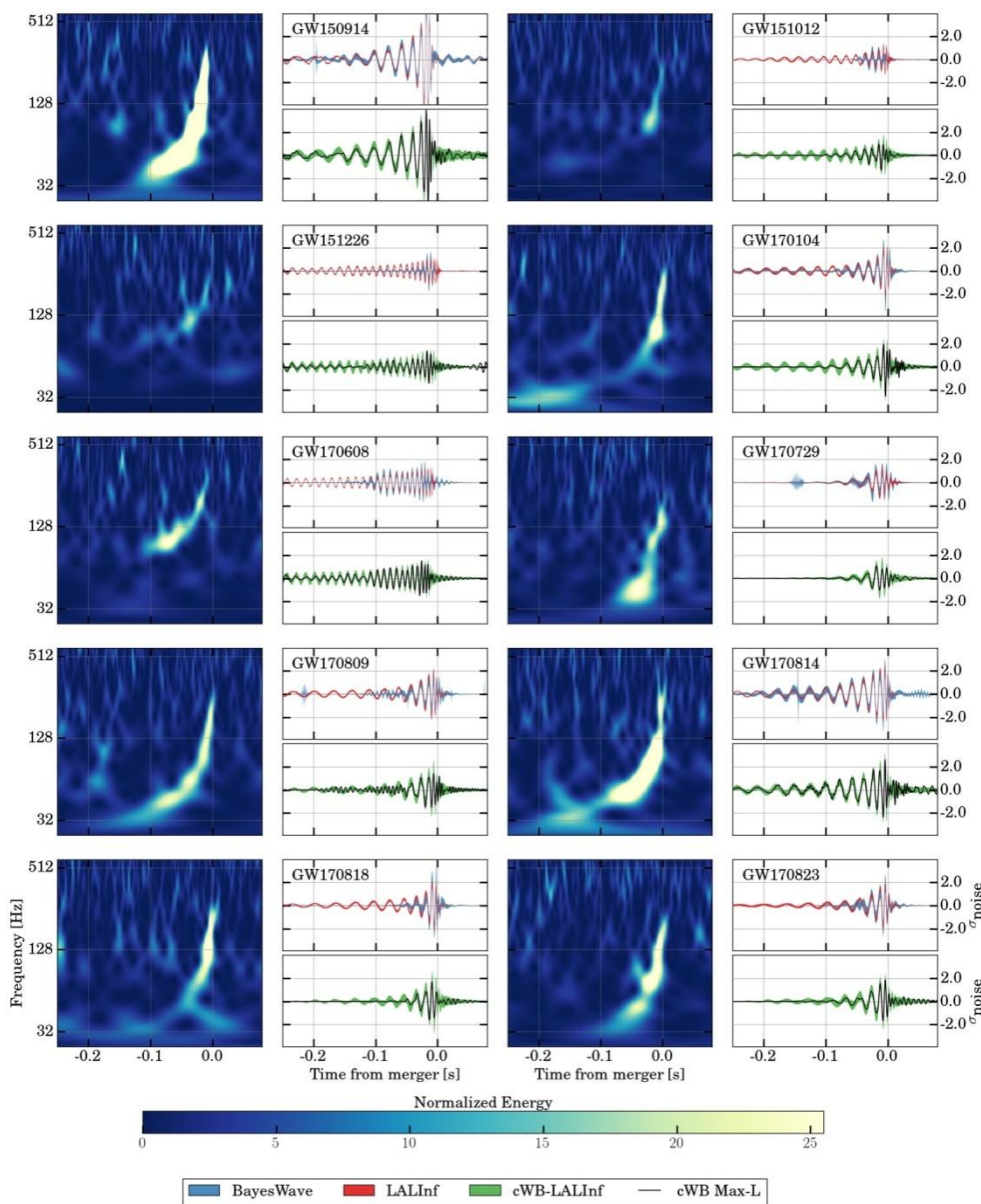 512
128
32
GW150914
GW151012
2.0
0.0
-2.0
2.0
0.0
-2.0
512
128
32
GW151226
GW170104
2.0
0.0
-2.0
2.0
0.0
-2.0
512
128
32
GW170608
GW170729
2.0
0.0
-2.0
2.0
0.0
-2.0
512
128
32
GW170809
GW170814
2.0
0.0
-2.0
2.0
0.0
-2.0
Frequency [Hz]
512
128
32
GW170818
GW170823
2.0
0.0
-2.0
σnoise
2.0
0.0
-2.0
σnoise
-0.2 -0.1 0.0 -0.2 -0.1 0.0 -0.2 -0.1 0.0 -0.2 -0.1 0.0
Time from merger [s] Time from merger [s]
Normalized Energy
0 5 10 15 20 25
BayesWave LALInf cWB-LALInf cWB Max-L